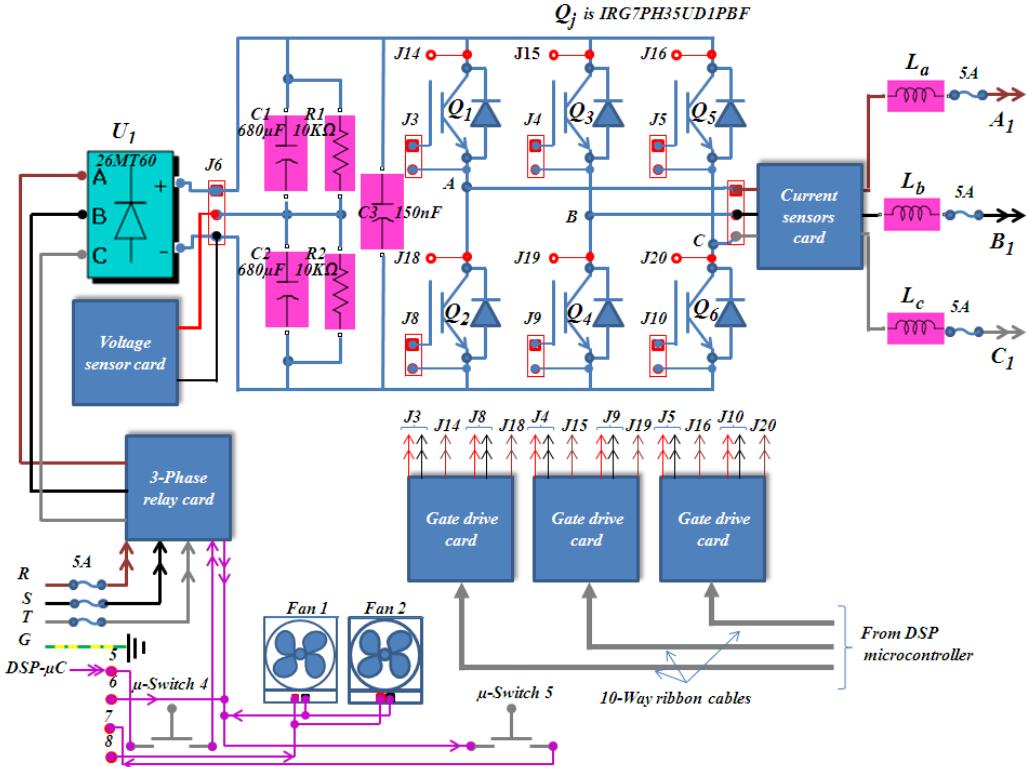 Qj is IRG7PH35UD1PBF
J14
J15
J16
La
5A
A1
C1
R1
680μF
10KΩ
J3
Q1
J4
Q3
J5
Q5
U1
26MT60
J6
A
B
C
+
−
C3
150nF
A
B
C
Current
sensors
card
Lb
5A
B1
C2
R2
680μF
10KΩ
J18
J19
J20
J8
Q2
J9
Q4
J10
Q6
Lc
5A
C1
Voltage
sensor card
J3
J14
J8
J18
J4
J15
J9
J19
J5
J16
J10
J20
3-Phase
relay card
Gate drive
card
Gate drive
card
Gate drive
card
R
5A
S
T
G
Fan 1
Fan 2
From DSP
microcontroller
DSP-μC
5
6
7
8
μ-Switch 4
μ-Switch 5
10-Way ribbon cables